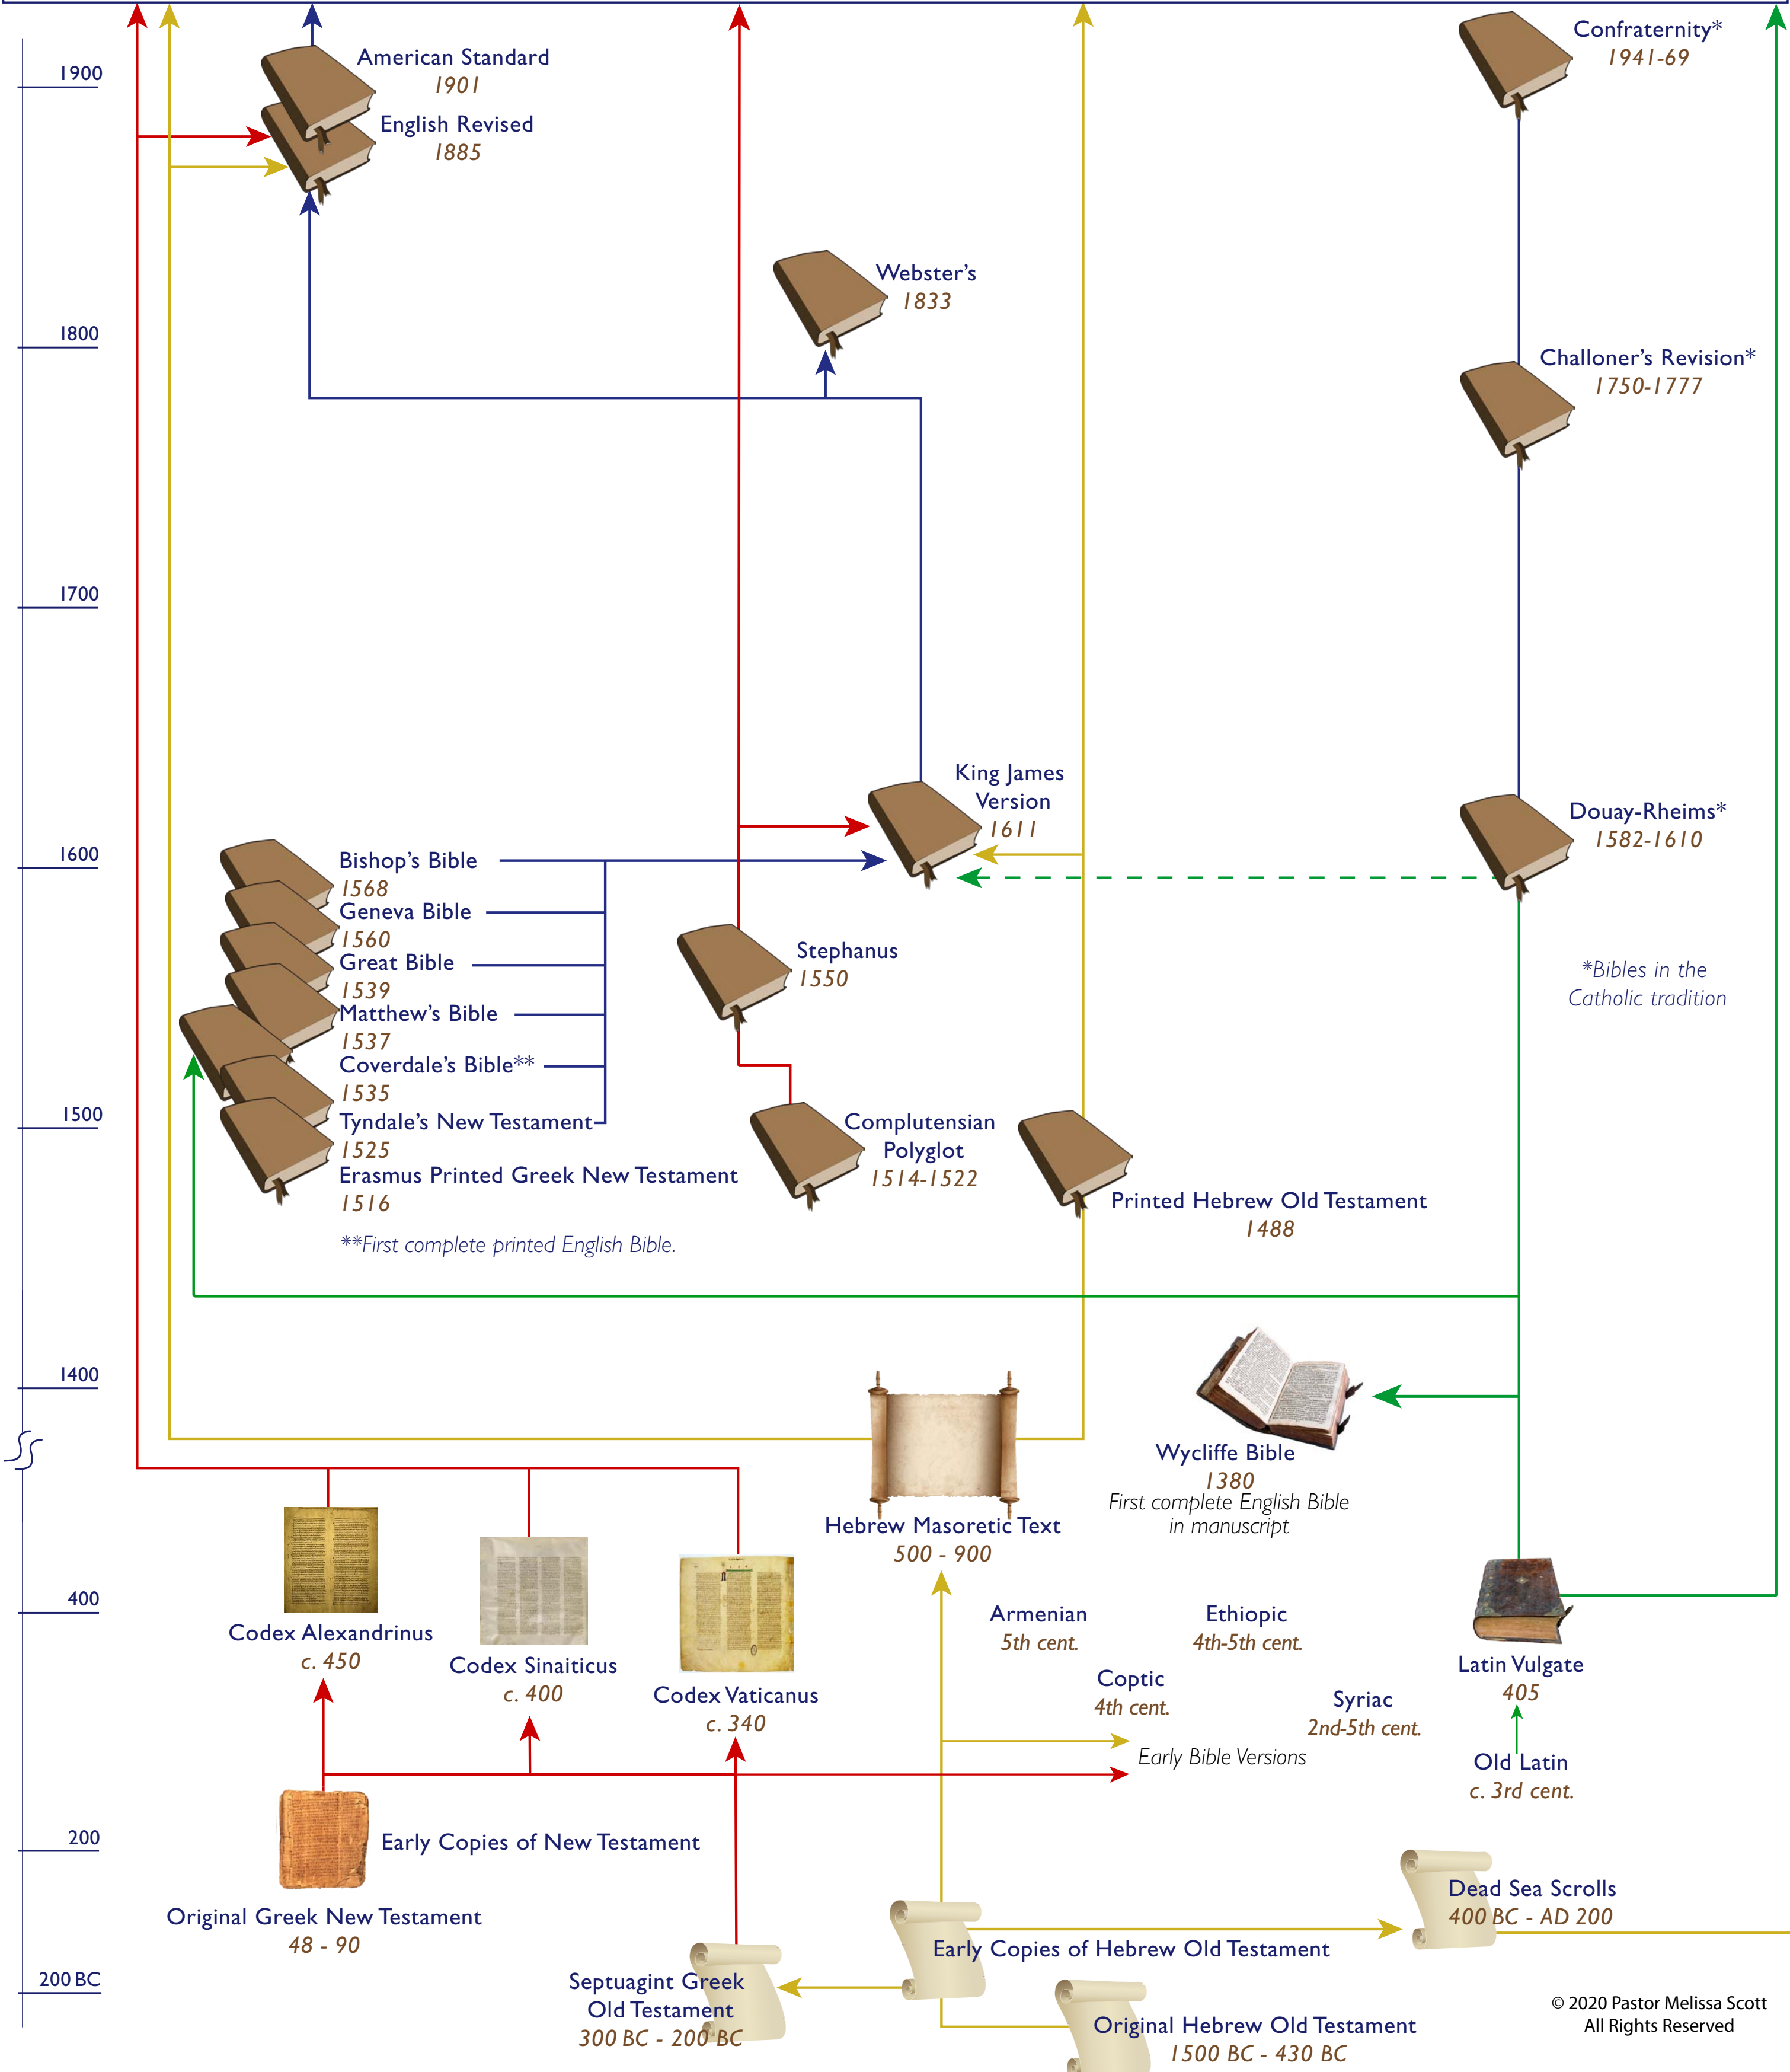 Confraternity*
1941-69
American Standard
1901
1900
English Revised
1885
Webster's
1833
1800
Challoner's Revision*
1750-1777
1700
King James
Version
1611
Douay-Rheims*
1582-1610
1600
Bishop's Bible
1568
Geneva Bible
1560
Great Bible
1539
Matthew's Bible
1537
Coverdale's Bible**
1535
Tyndale's New Testament
1525
Erasmus Printed Greek New Testament
1516
**First complete printed English Bible.
Stephanus
1550
*Bibles in the
Catholic tradition
1500
Complutensian
Polyglot
1514-1522
Printed Hebrew Old Testament
1488
1400
Wycliffe Bible
1380
First complete English Bible
in manuscript
Hebrew Masoretic Text
500 - 900
400
Codex Alexandrinus
c. 450
Codex Sinaiticus
c. 400
Codex Vaticanus
c. 340
Armenian
5th cent.
Ethiopic
4th-5th cent.
Coptic
4th cent.
Syriac
2nd-5th cent.
Early Bible Versions
Latin Vulgate
405
Old Latin
c. 3rd cent.
200
Early Copies of New Testament
Original Greek New Testament
48 - 90
Dead Sea Scrolls
400 BC - AD 200
Early Copies of Hebrew Old Testament
200 BC
Septuagint Greek
Old Testament
300 BC - 200 BC
Original Hebrew Old Testament
1500 BC - 430 BC
© 2020 Pastor Melissa Scott
All Rights Reserved